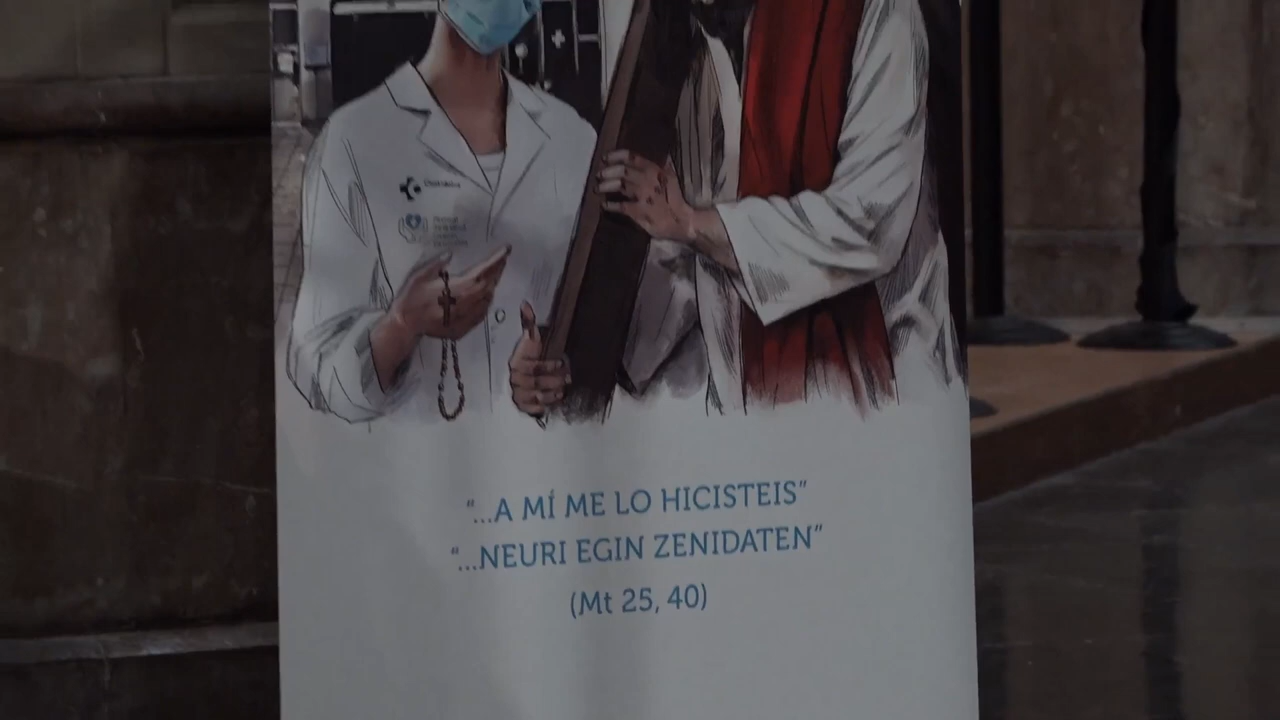 “...A MÍ ME LO HICISTEIS”
“...NEURI EGIN ZENIDATEN”
(Mt 25, 40)